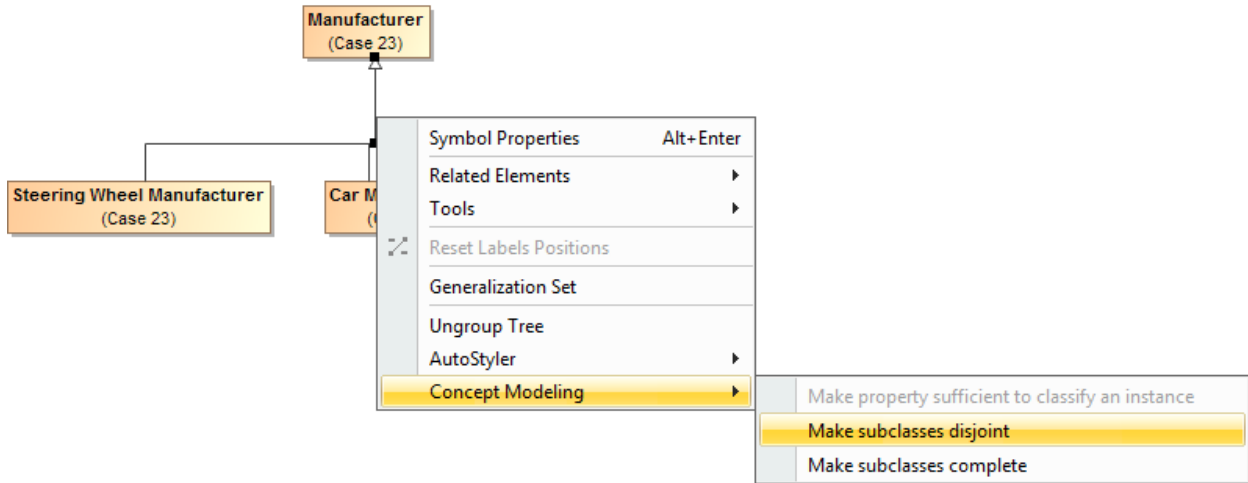 Manufacturer
(Case 23)
Steering Wheel Manufacturer
(Case 23)
Car M
(
Symbol Properties Alt+Enter
Related Elements
Tools
Reset Labels Positions
Generalization Set
Ungroup Tree
AutoStyler
Concept Modeling
Make property sufficient to classify an instance
Make subclasses disjoint
Make subclasses complete